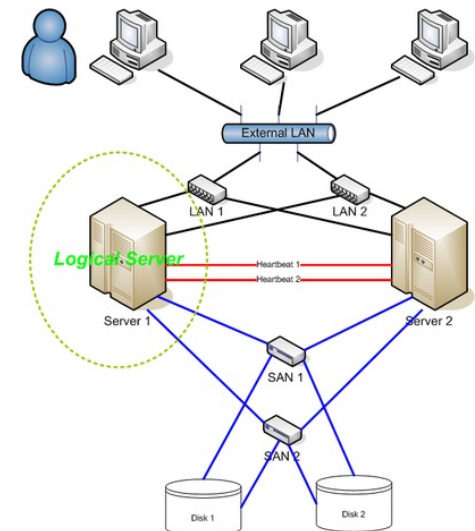 External LAN
LAN 1
LAN 2
Logical Server
Heartbeat 1
Heartbeat 2
Server 1
Server 2
SAN 1
SAN 2
Disk 1
Disk 2